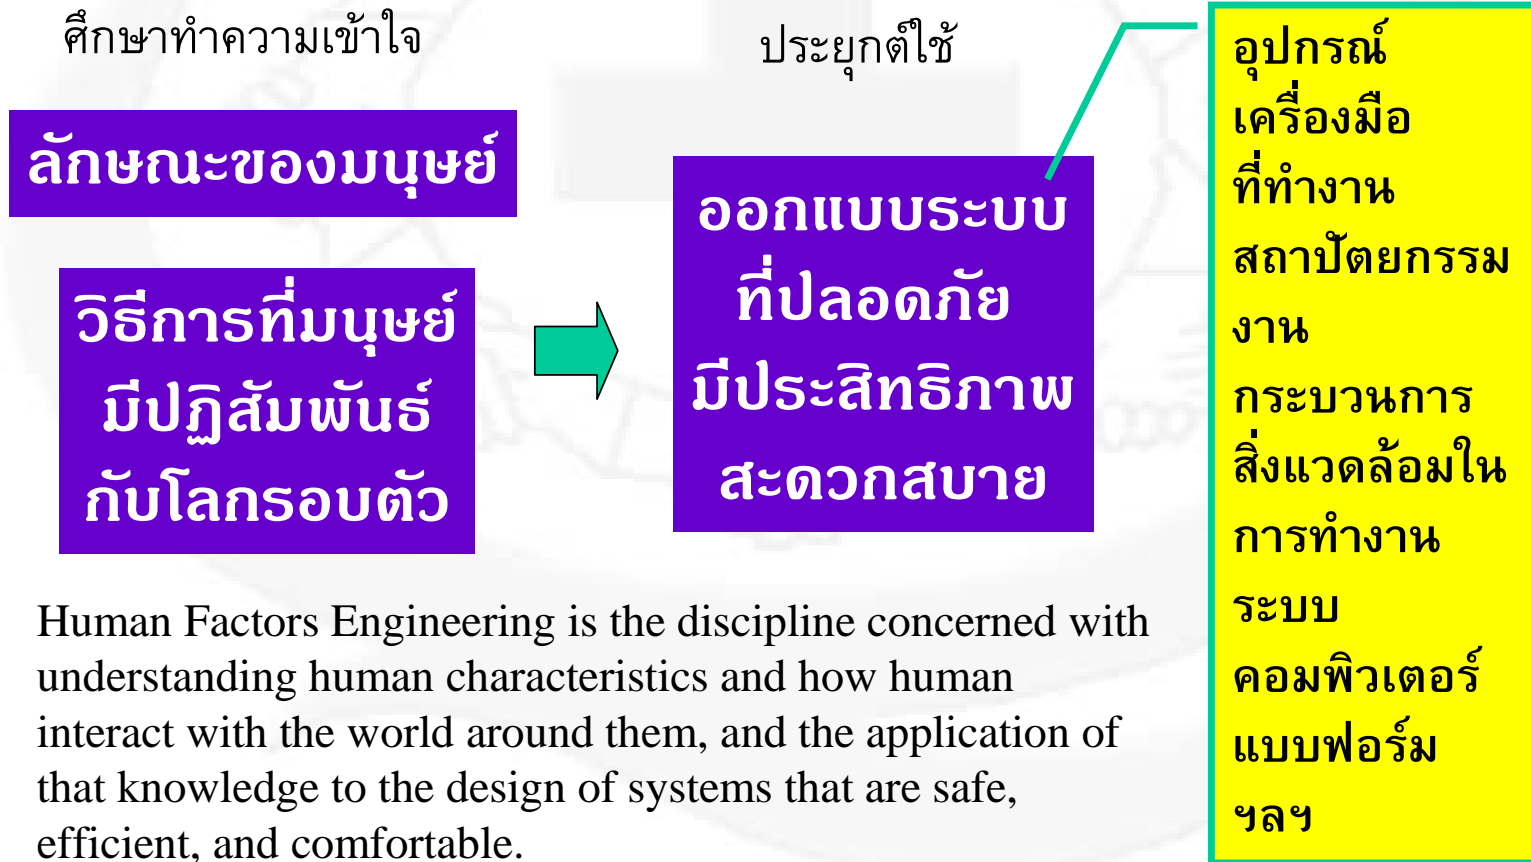 ศึกษาทำความเข้าใจ
ลักษณะของมนุษย์
วิธีการที่มนุษย์
มีปฏิสัมพันธ์
กับโลกรอบตัว
ประยุกต์ใช้
ออกแบบระบบ
ที่ปลอดภัย
มีประสิทธิภาพ
สะดวกสบาย
อุปกรณ์
เครื่องมือ
ที่ทำงาน
สถาปัตยกรรม
งาน
กระบวนการ
สิ่งแวดล้อมใน
การทำงาน
ระบบ
คอมพิวเตอร์
แบบฟอร์ม
ฯลฯ
Human Factors Engineering is the discipline concerned with
understanding human characteristics and how human
interact with the world around them, and the application of
that knowledge to the design of systems that are safe,
efficient, and comfortable.